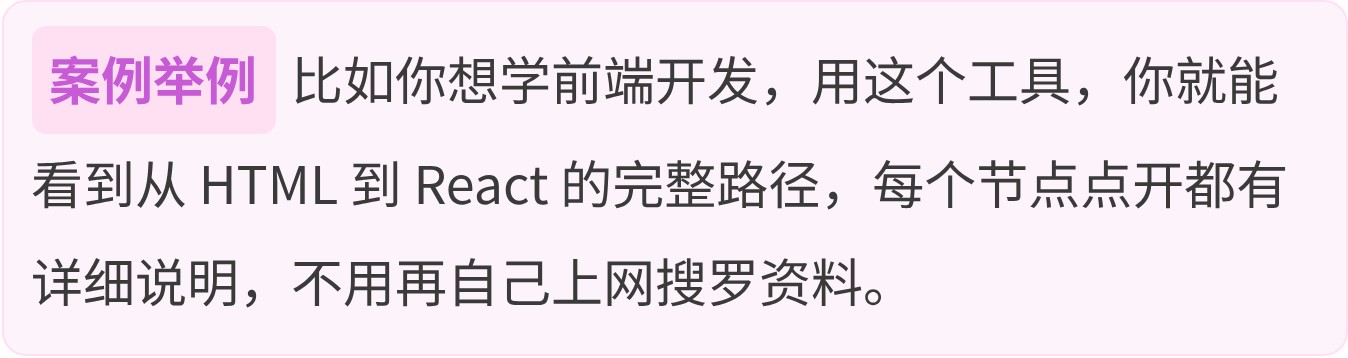 案例举例 比如你想学前端开发，用这个工具，你就能
看到从 HTML 到 React 的完整路径，每个节点点开都有
详细说明，不用再自己上网搜罗资料。